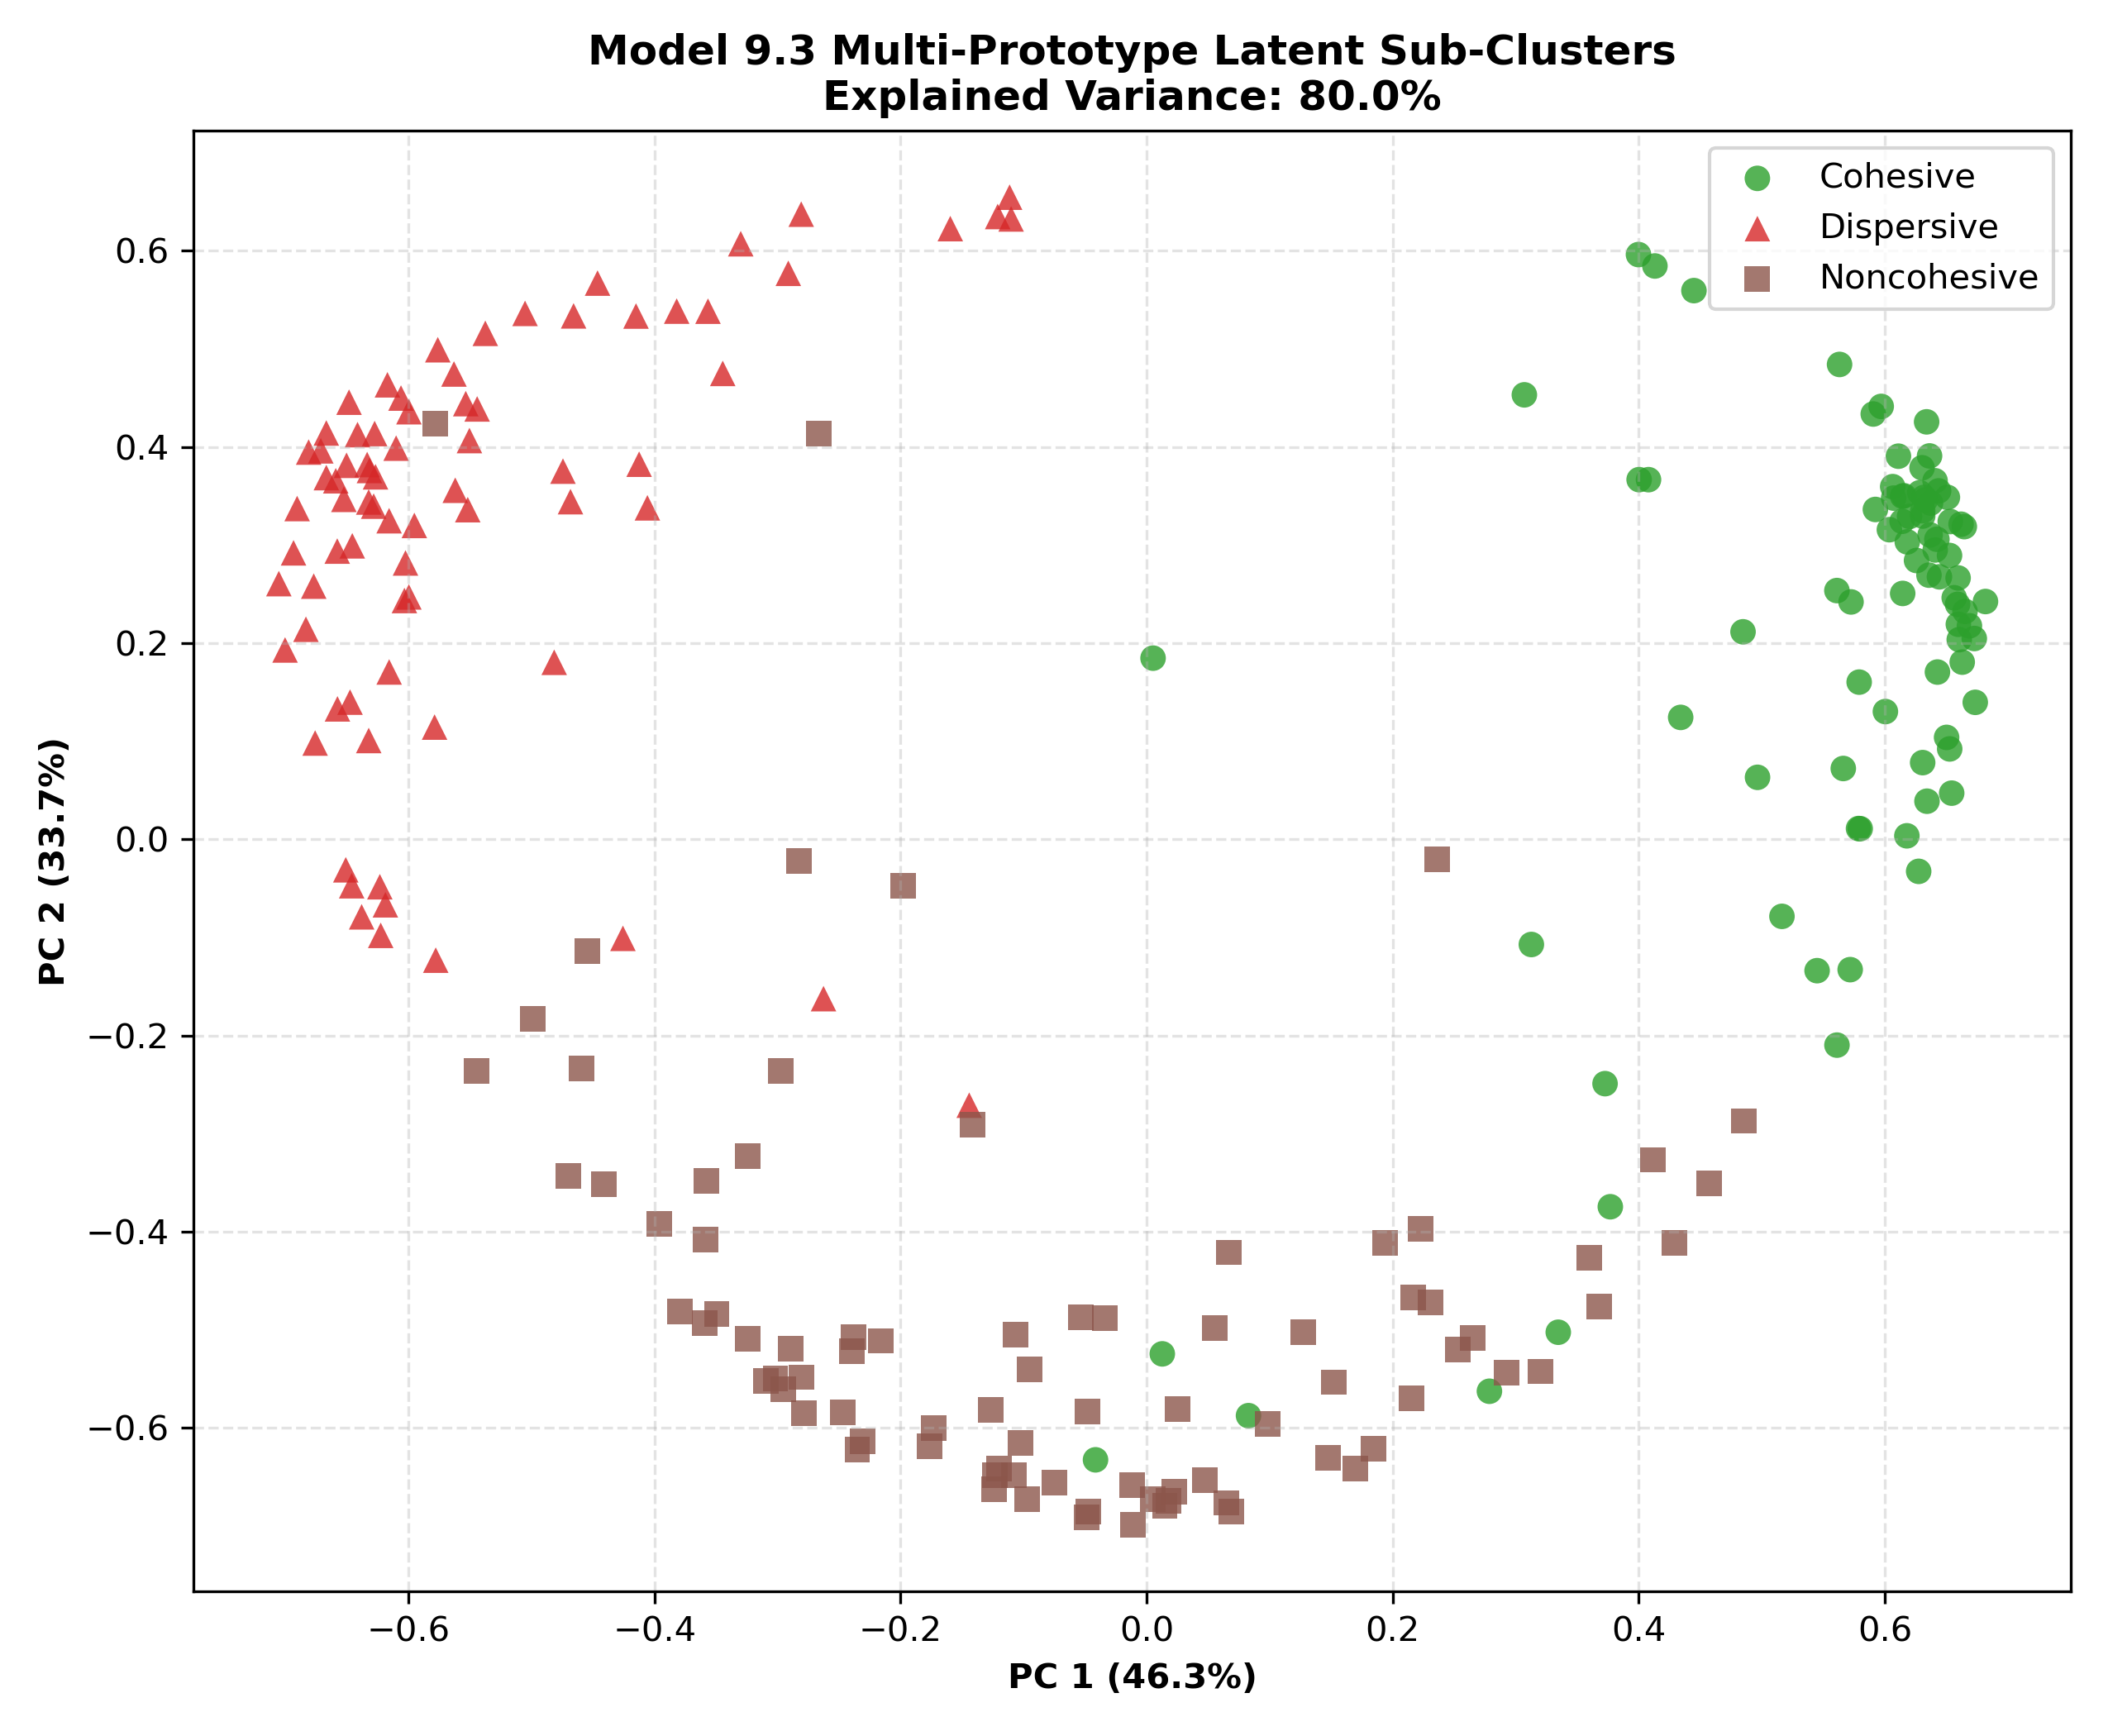 Model 9.3 Multi-Prototype Latent Sub-Clusters
Explained Variance: 80.0%
Cohesive
Dispersive
Noncohesive
PC 2 (33.7%)
0.6
0.4
0.2
0.0
−0.2
−0.4
−0.6
−0.6
−0.4
−0.2
0.0
0.2
0.4
0.6
PC 1 (46.3%)